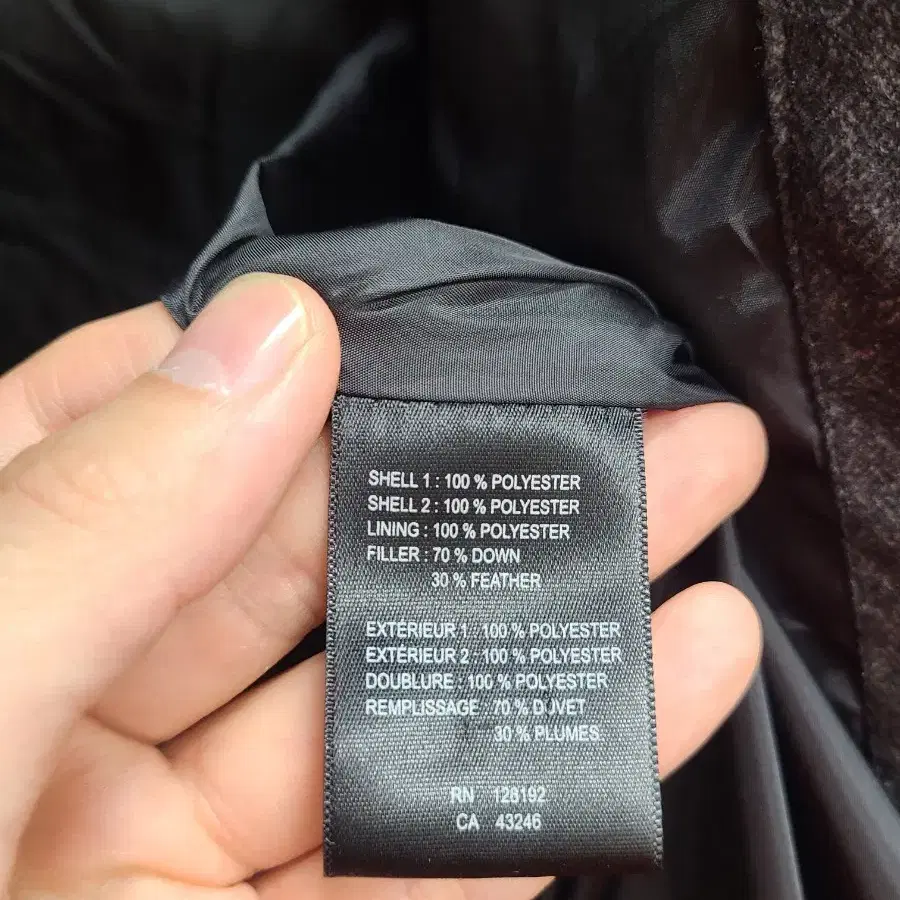 SHELL 1 : 100 % POLYESTER
SHELL 2 : 100 % POLYESTER
LINING : 100 % POLYESTER
FILLER : 70 % DOWN
30 % FEATHER
EXTÉRIEUR 1 : 100 % POLYESTER
EXTÉRIEUR 2 : 100 % POLYESTER
DOUBLURE : 100 % POLYESTER
REMPLISSAGE 70 % DUVET
30 % PLUMES
RN 128192
CA 43246